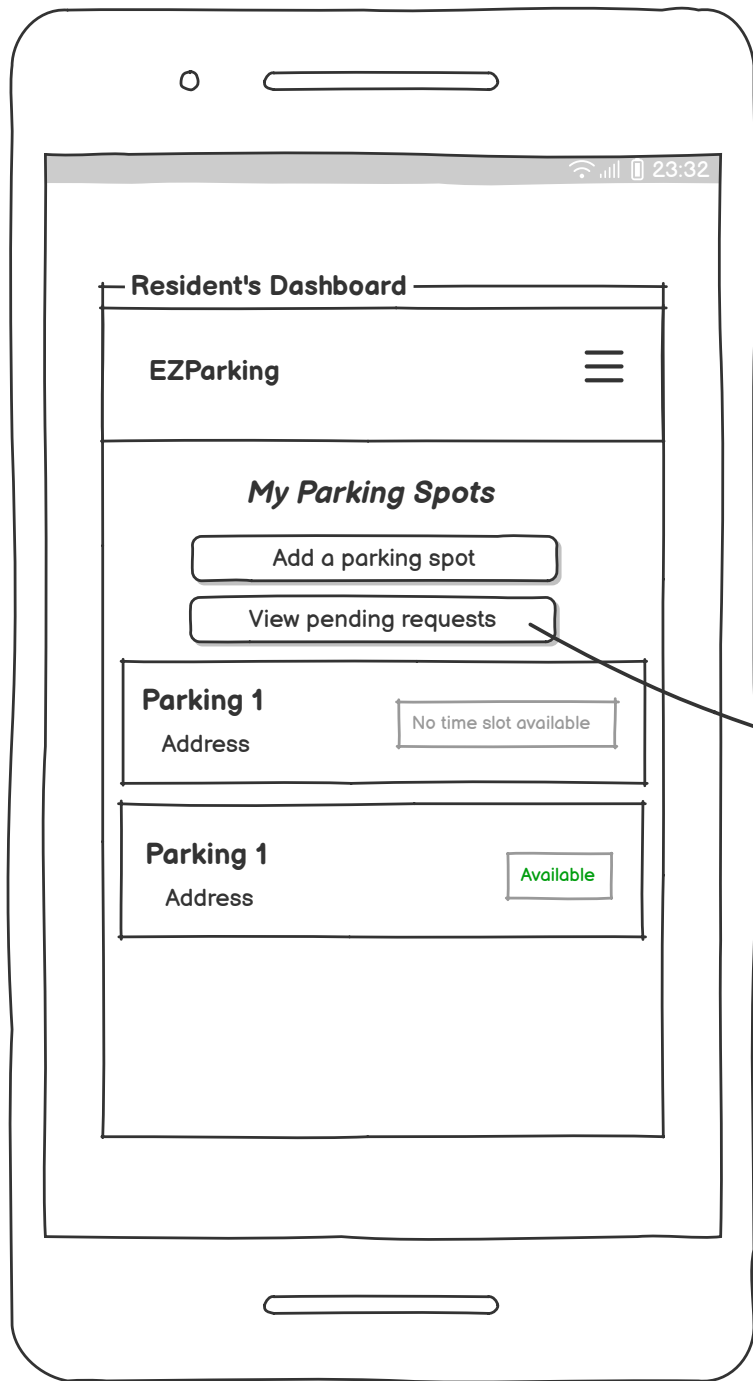 23:32
Resident's Dashboard
EZParking
My Parking Spots
Add a parking spot
View pending requests
Parking 1
No time slot available
Address
Parking 1
Available
Address